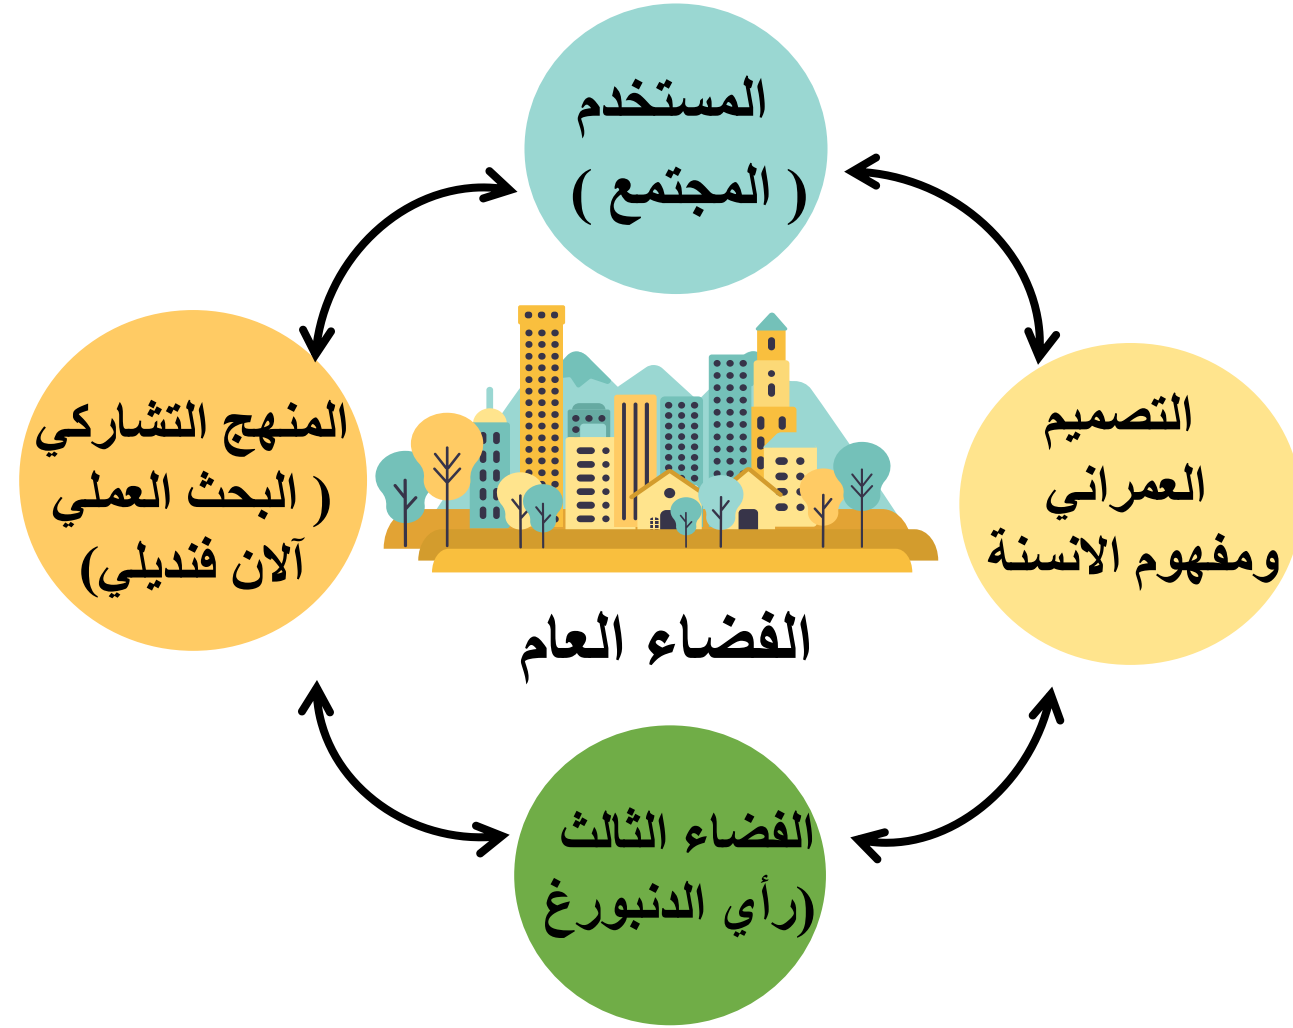 المستخدم
( المجتمع )
التصميم
العمراني
ومفهوم الانسنة
المنهج التشاركي
( البحث العملي
آلان فنديلي)
الفضاء العام
الفضاء الثالث
(رأي الدنبورغ